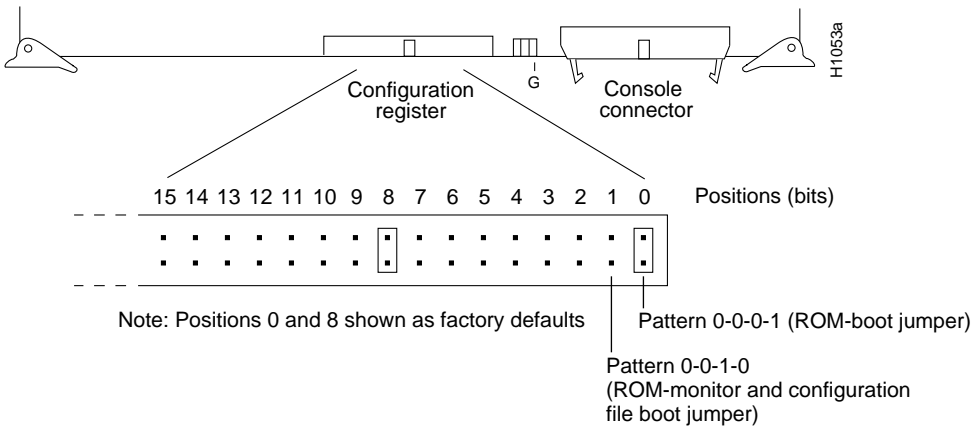 H1053a
G
Configuration
register
Console
connector
15 14 13 12 11 10 9 8 7 6 5 4 3 2 1 0 Positions (bits)
Note: Positions 0 and 8 shown as factory defaults
Pattern 0-0-0-1 (ROM-boot jumper)
Pattern 0-0-1-0
(ROM-monitor and configuration
file boot jumper)